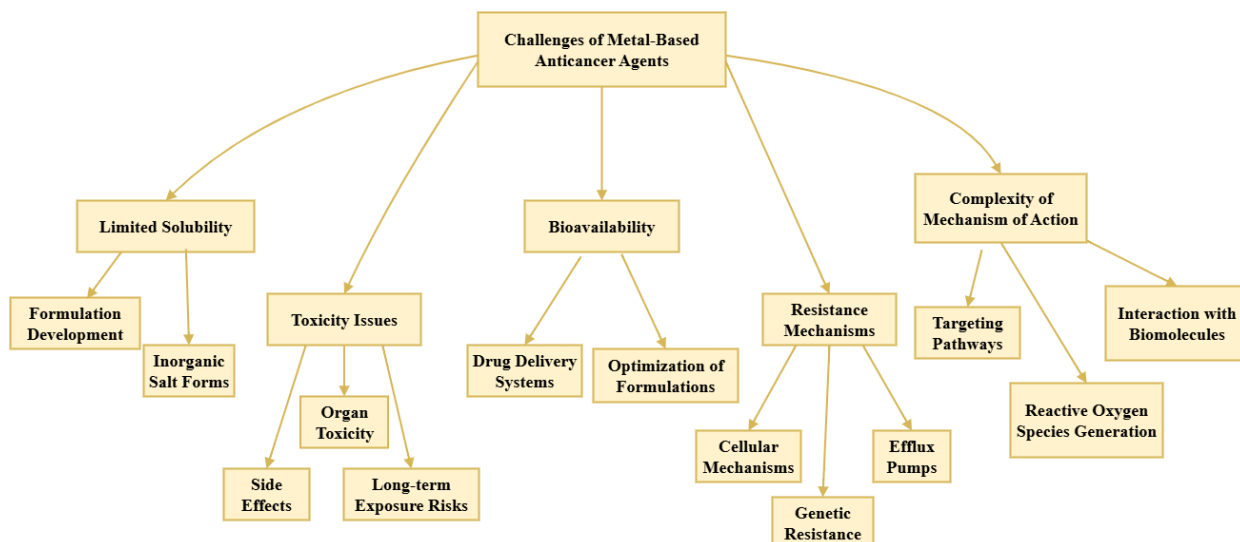 Challenges of Metal-Based
Anticancer Agents
Limited Solubility
Bioavailability
Complexity of
Mechanism of Action
Formulation
Development
Inorganic
Salt Forms
Toxicity Issues
Resistance
Mechanisms
Targeting
Pathways
Interaction with
Biomolecules
Drug Delivery
Systems
Optimization of
Formulations
Organ
Toxicity
Side
Effects
Long-term
Exposure Risks
Cellular
Mechanisms
Genetic
Resistance
Efflux
Pumps
Reactive Oxygen
Species Generation